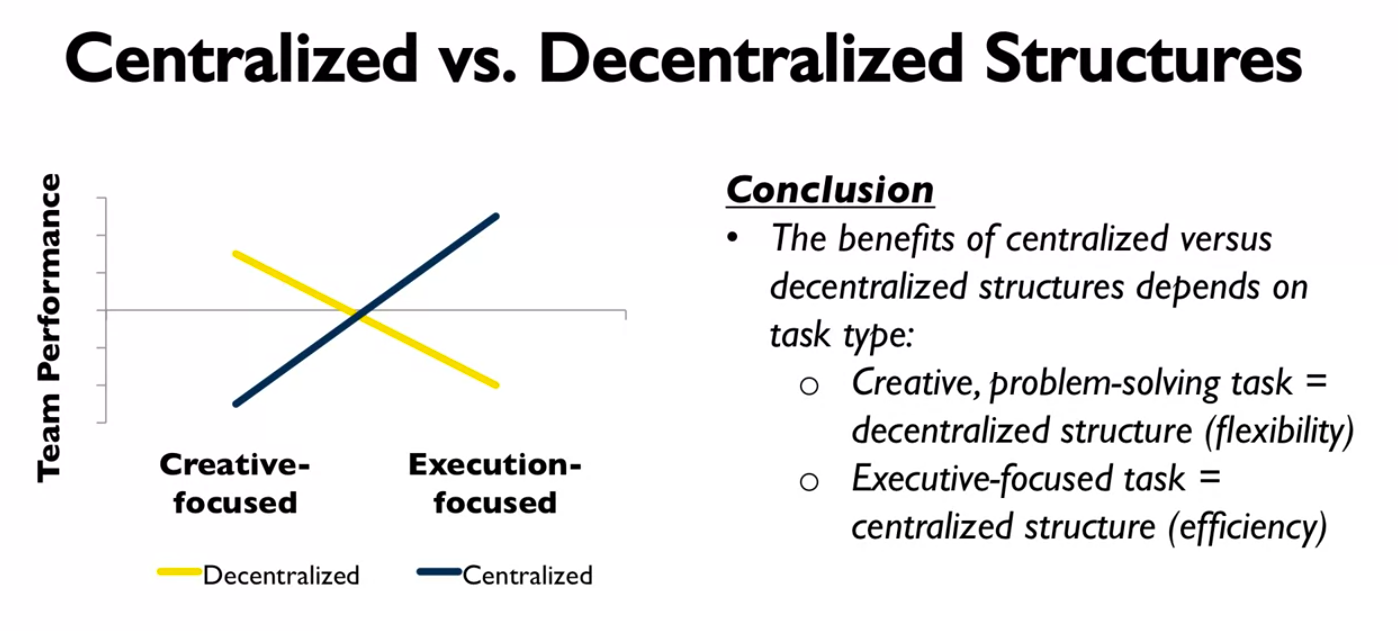 Centralized vs. Decentralized Structures
Team Performance
Creative-
focused
Execution-
focused
Decentralized
Centralized
Conclusion
• The benefits of centralized versus
decentralized structures depends on
task type:
○ Creative, problem-solving task =
decentralized structure (flexibility)
○ Executive-focused task =
centralized structure (efficiency)